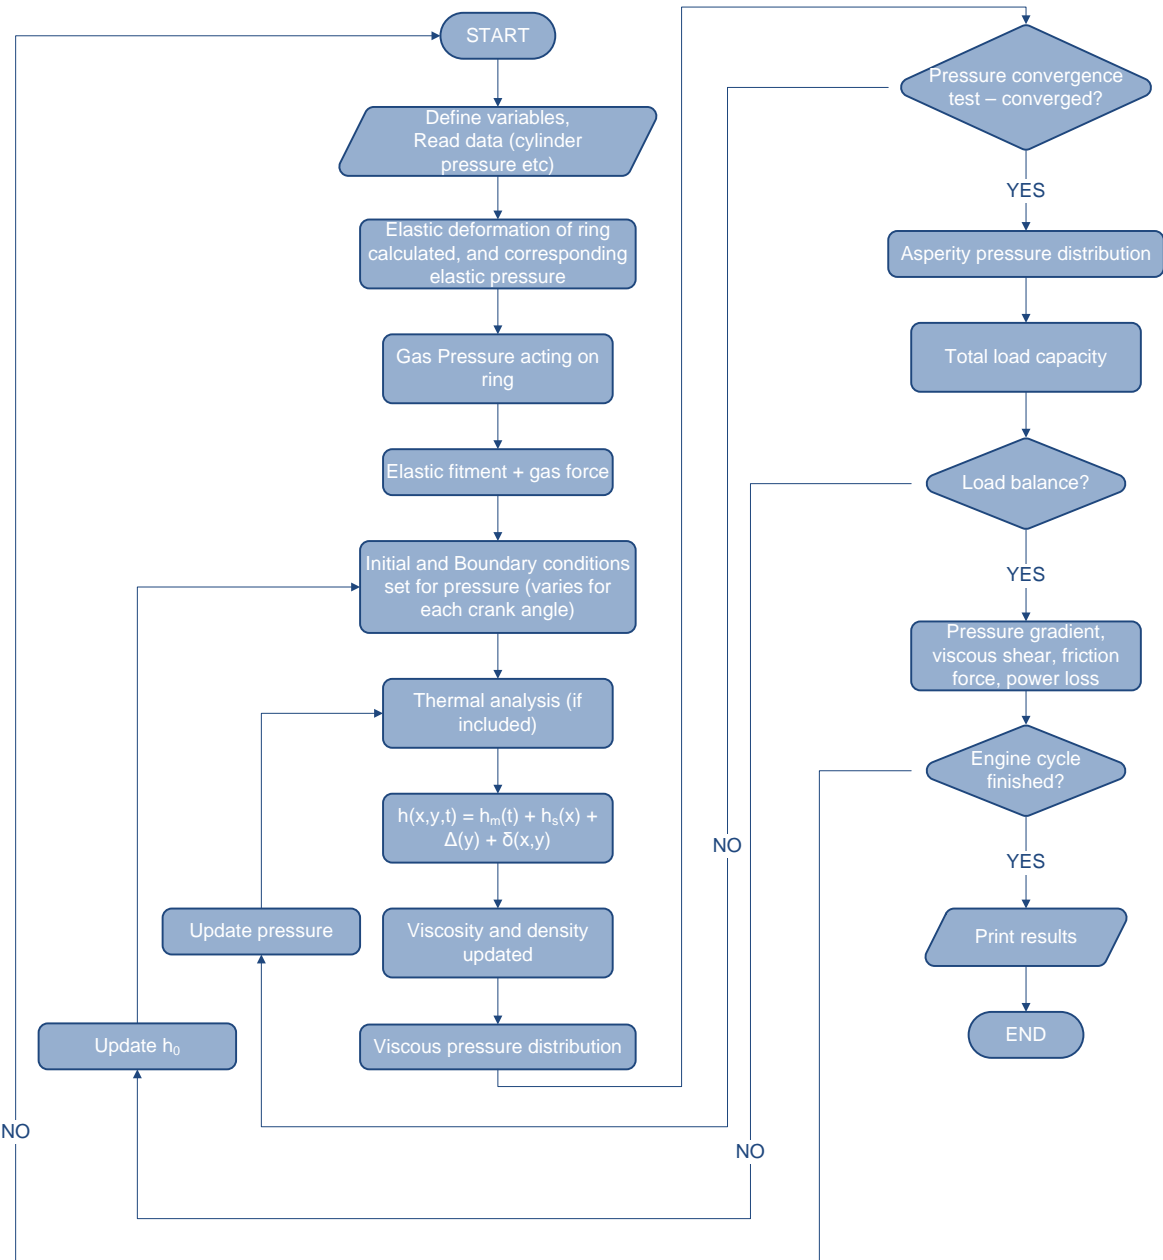 START
Define variables,
Read data (cylinder
pressure etc)
Elastic deformation of ring
calculated, and corresponding
elastic pressure
Gas Pressure acting on
ring
Elastic fitment + gas force
Initial and Boundary conditions
set for pressure (varies for
each crank angle)
Thermal analysis (if
included)
h(x,y,t) = hₘ(t) + hₛ(x) +
Δ(y) + δ(x,y)
Update pressure
Viscosity and density
updated
Update h₀
Viscous pressure distribution
NO
NO
NO
Pressure convergence
test – converged?
YES
Asperity pressure distribution
Total load capacity
Load balance?
YES
Pressure gradient,
viscous shear, friction
force, power loss
Engine cycle
finished?
YES
Print results
END